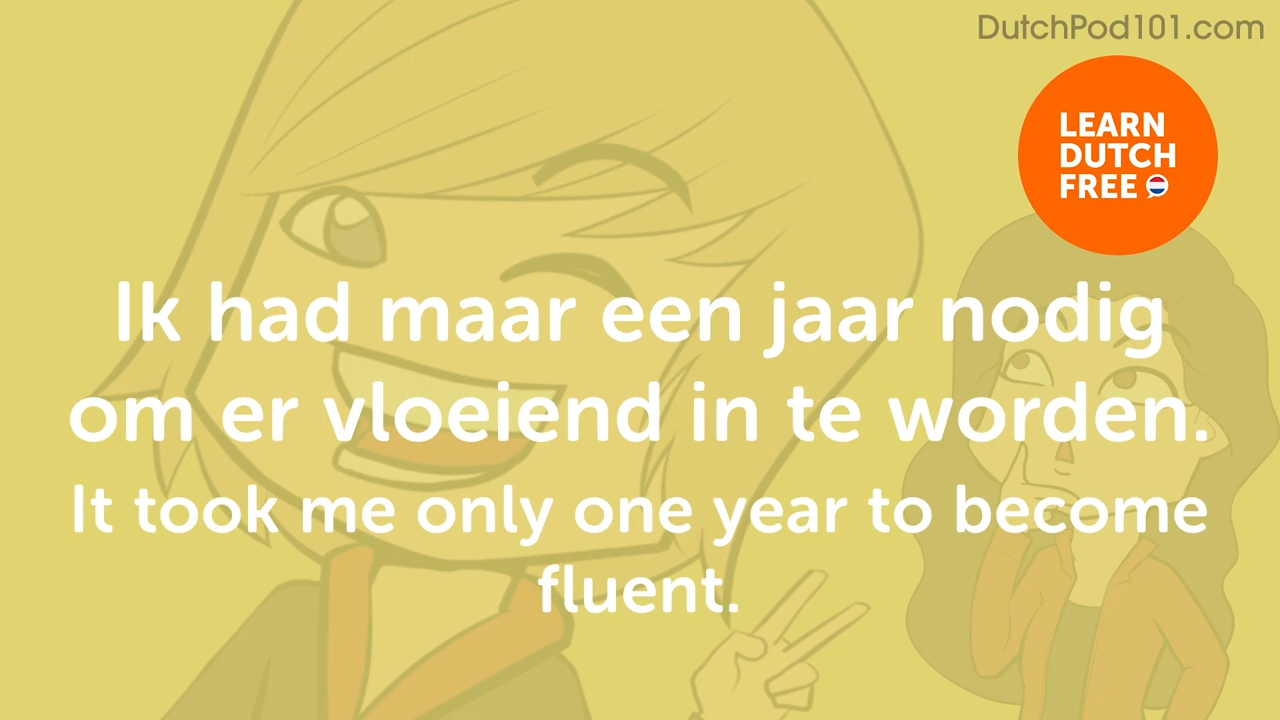 DutchPod101.com
LEARN
DUTCH
FREE
Ik had maar een jaar nodig
om er vloeiend in te worden.
It took me only one year to become
fluent.